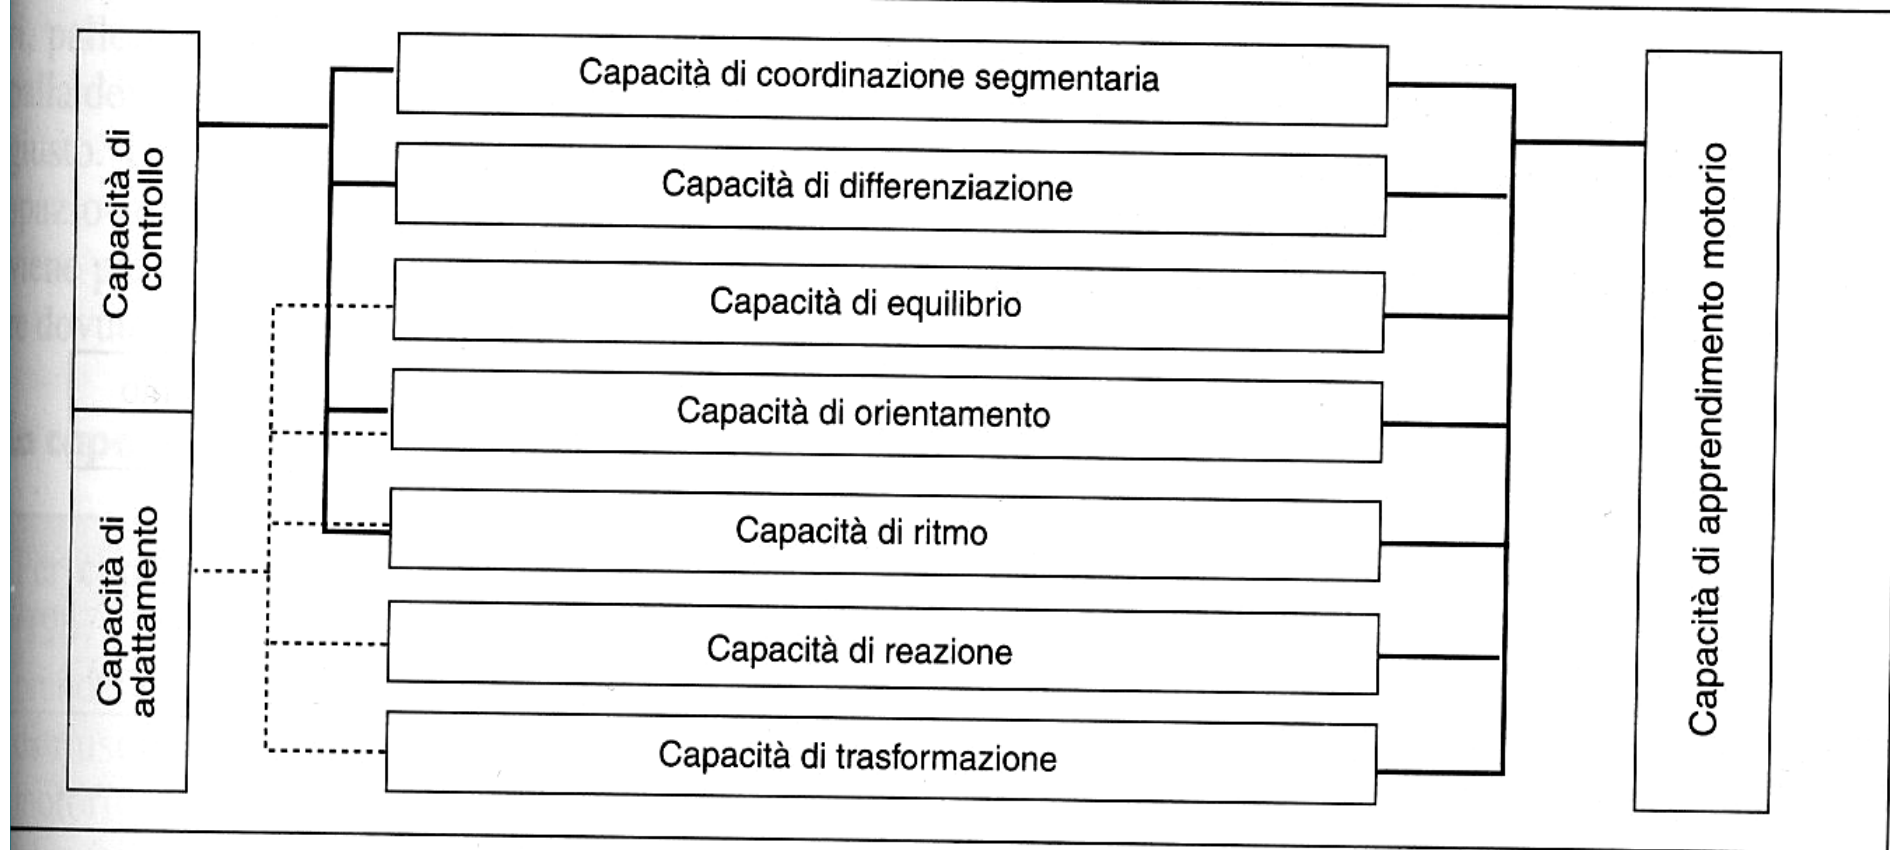 Capacità di
controllo
Capacità di
adattamento
Capacità di coordinazione segmentaria
Capacità di differenziazione
Capacità di equilibrio
Capacità di orientamento
Capacità di ritmo
Capacità di reazione
Capacità di trasformazione
Capacità di apprendimento motorio